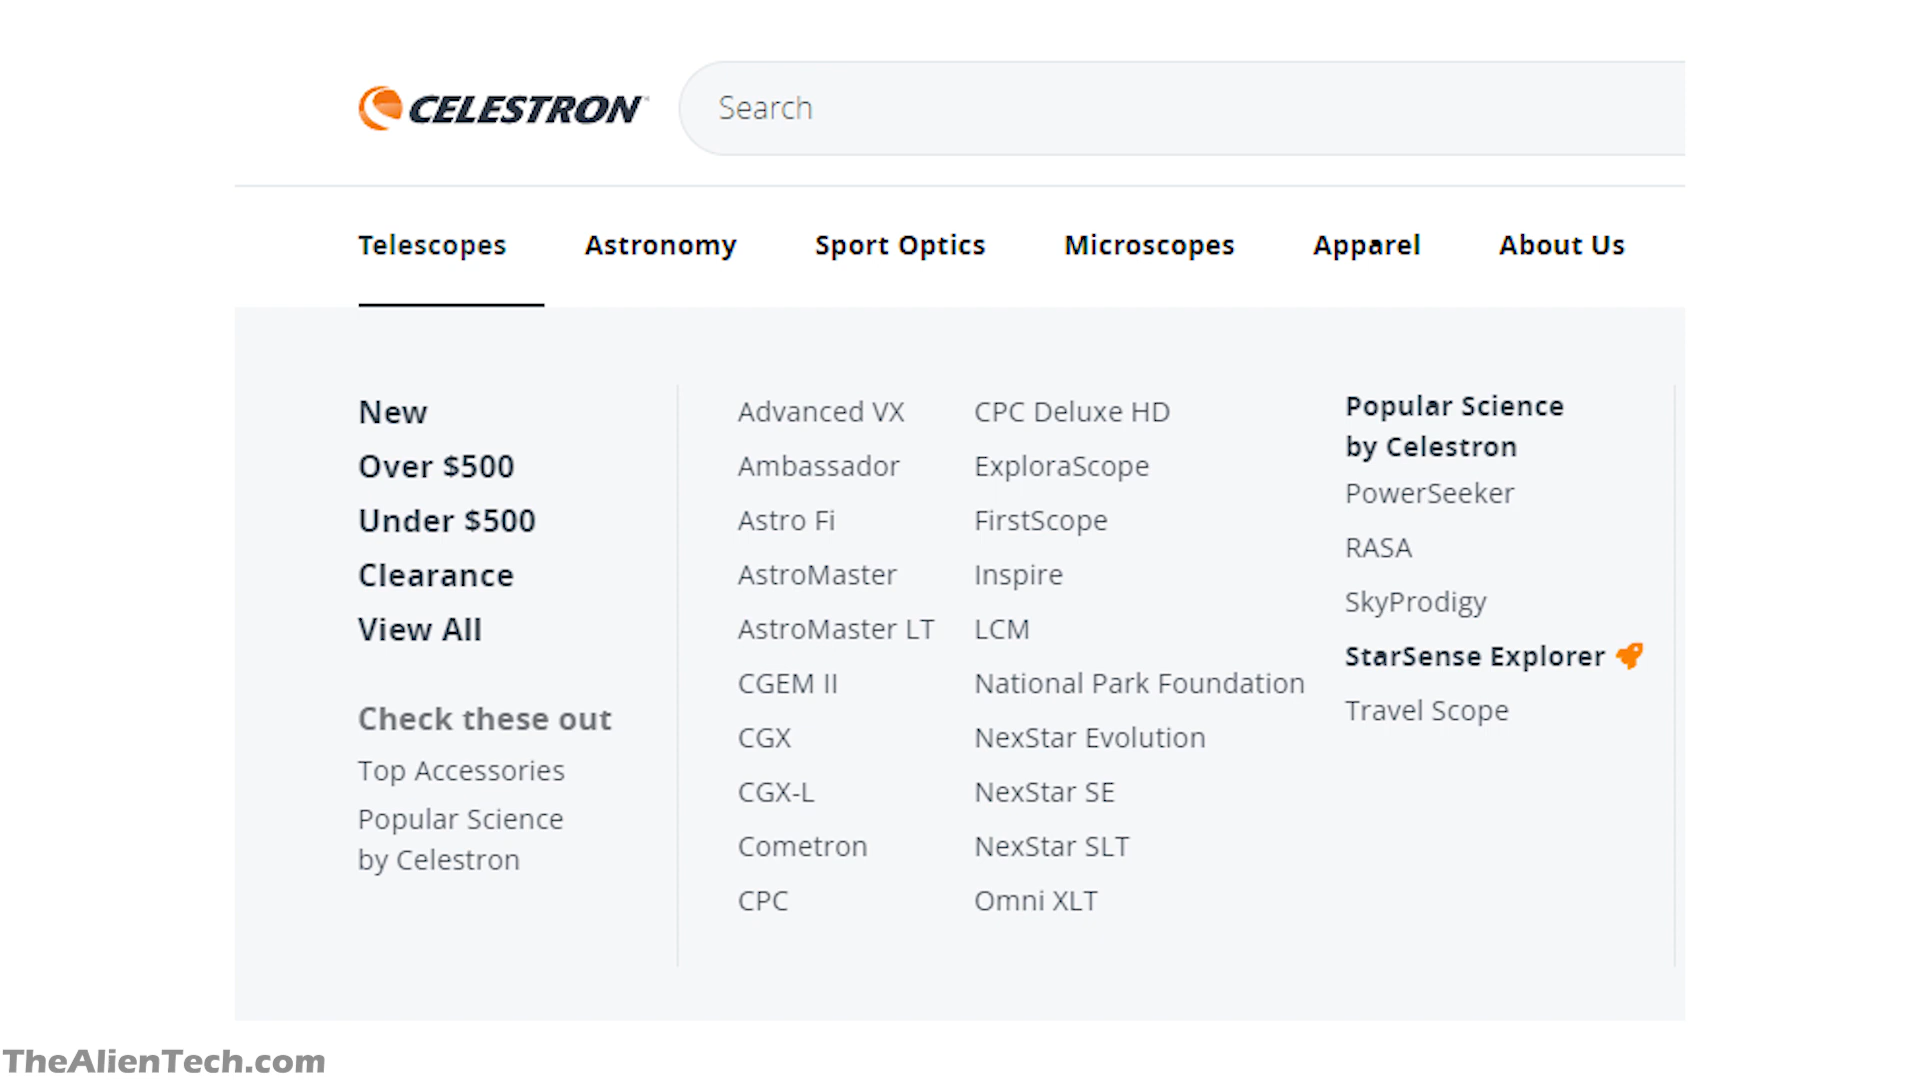 CELESTRON
Search
Telescopes
Astronomy
Sport Optics
Microscopes
Apparel
About Us
New
Over $500
Under $500
Clearance
View All
Check these out
Top Accessories
Popular Science
by Celestron
Advanced VX
Ambassador
Astro Fi
AstroMaster
AstroMaster LT
CGEM II
CGX
CGX-L
Cometron
CPC
CPC Deluxe HD
ExploraScope
FirstScope
Inspire
LCM
National Park Foundation
NexStar Evolution
NexStar SE
NexStar SLT
Omni XLT
Popular Science
by Celestron
PowerSeeker
RASA
SkyProdigy
StarSense Explorer
Travel Scope
TheAlienTech.com